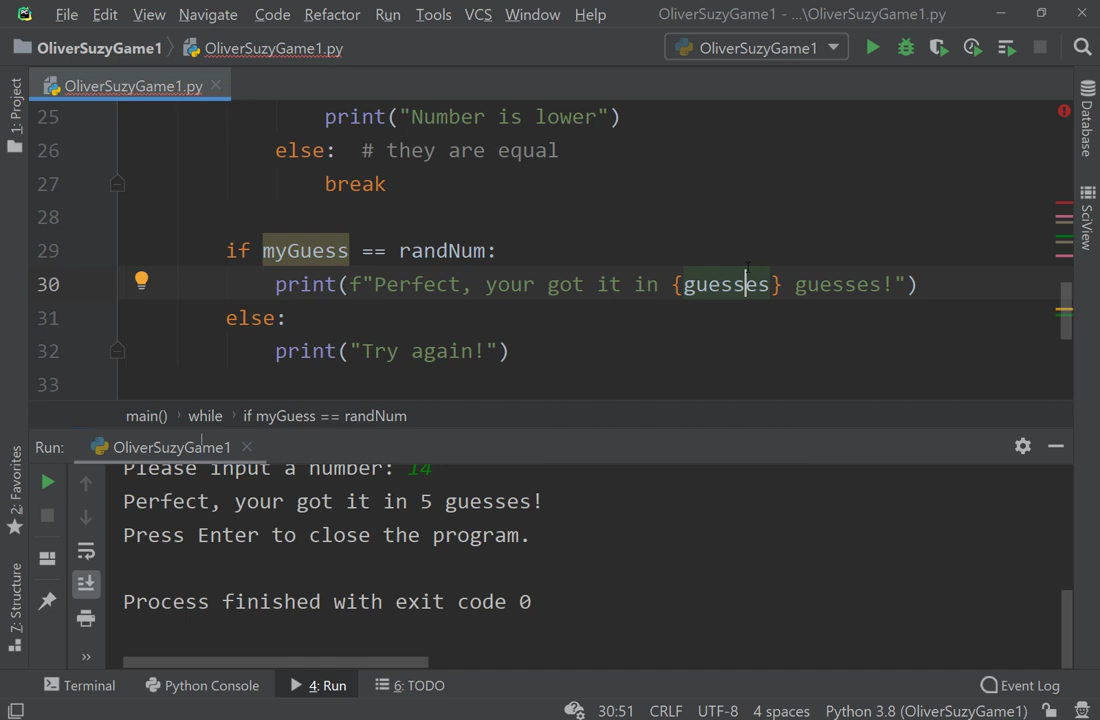 File Edit View Navigate Code Refactor Run Tools VCS Window Help OliverSuzyGame1 - ...\OliverSuzyGame1.py
OliverSuzyGame1 OliverSuzyGame1.py OliverSuzyGame1
OliverSuzyGame1.py
1: Project
Database
SciView
25 print("Number is lower")
26 else: # they are equal
27 break
28
29 if myGuess == randNum:
30 print(f"Perfect, your got it in {guesses} guesses!")
31 else:
32 print("Try again!")
33
main() while if myGuess == randNum
Run: OliverSuzyGame1
2: Favorites
7: Structure
Please input a number: 14
Perfect, your got it in 5 guesses!
Press Enter to close the program.
Process finished with exit code 0
Terminal Python Console 4: Run 6: TODO Event Log
30:51 CRLF UTF-8 4 spaces Python 3.8 (OliverSuzyGame1)